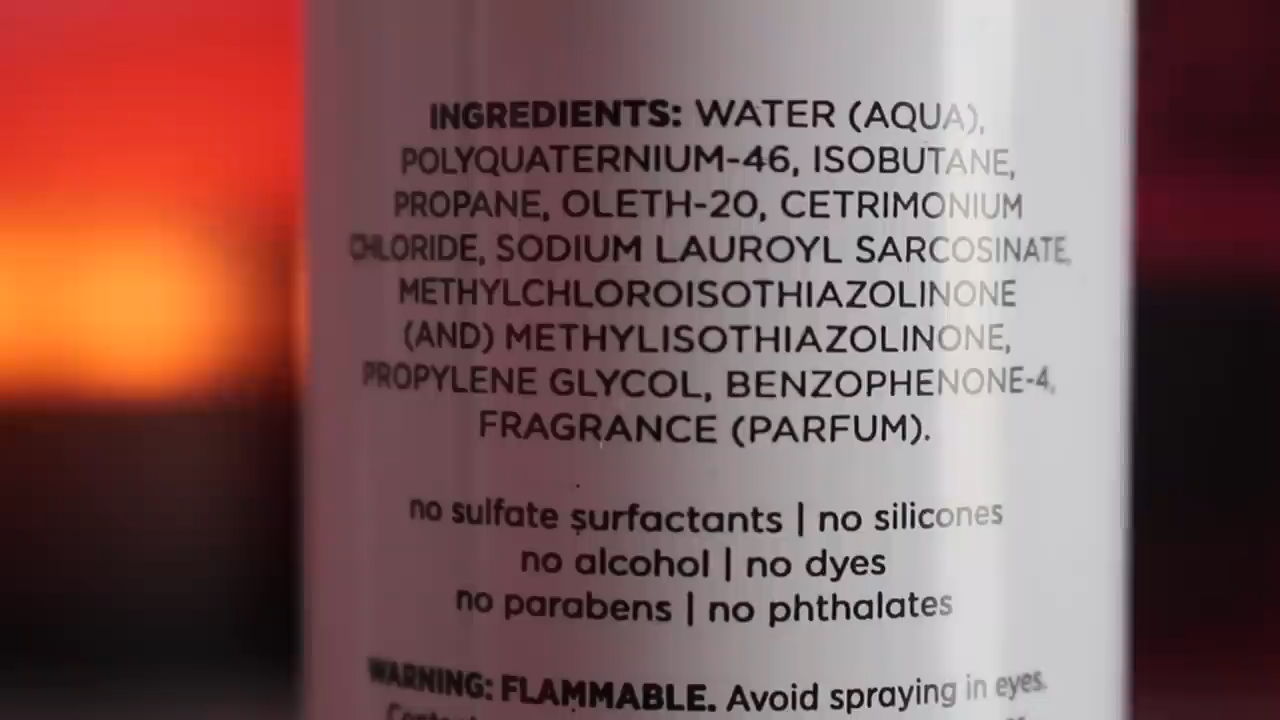 INGREDIENTS: WATER (AQUA),
POLYQUATERNIUM-46, ISOBUTANE,
PROPANE, OLETH-20, CETRIMONIUM
CHLORIDE, SODIUM LAUROYL SARCOSINATE,
METHYLCHLOROISOTHIAZOLINONE
(AND) METHYLISOTHIAZOLINONE,
PROPYLENE GLYCOL, BENZOPHENONE-4,
FRAGRANCE (PARFUM).
no sulfate surfactants | no silicones
no alcohol | no dyes
no parabens | no phthalates
WARNING: FLAMMABLE. Avoid spraying in eyes.